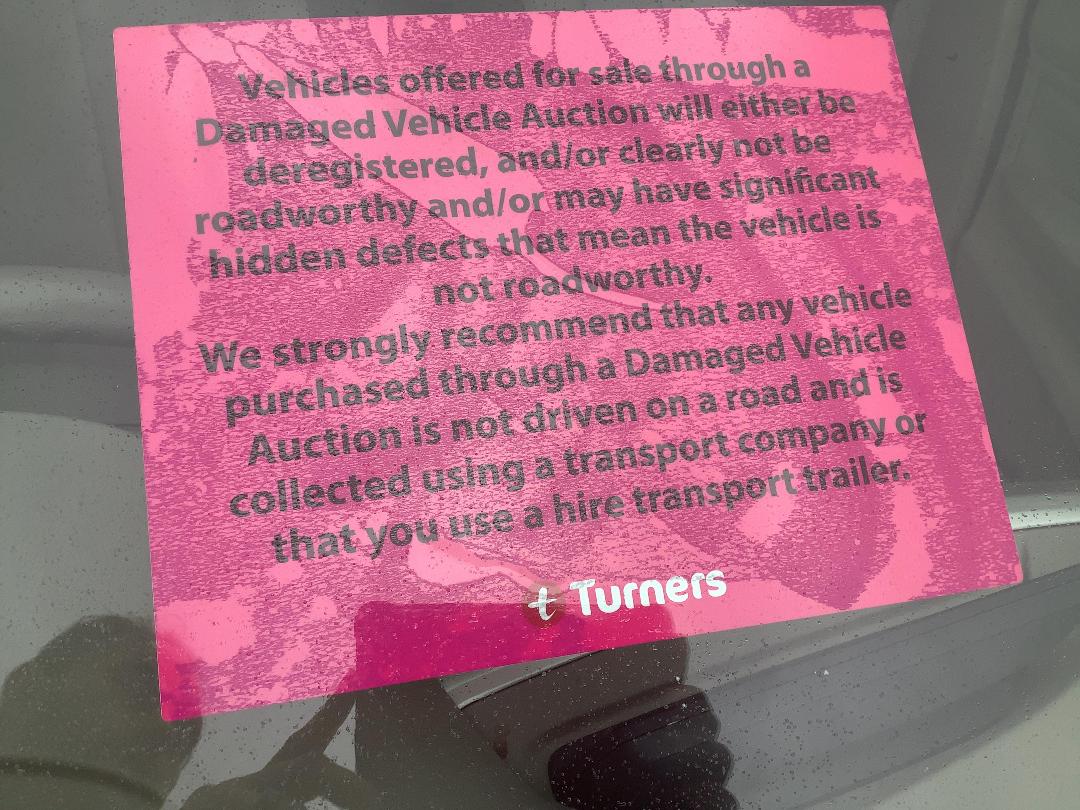 Vehicles offered for sale through a
Damaged Vehicle Auction will either be
deregistered, and/or clearly not be
roadworthy and/or may have significant
hidden defects that mean the vehicle is
not roadworthy.
We strongly recommend that any vehicle
purchased through a Damaged Vehicle
Auction is not driven on a road and is
collected using a transport company or
that you use a hire transport trailer.
t Turners